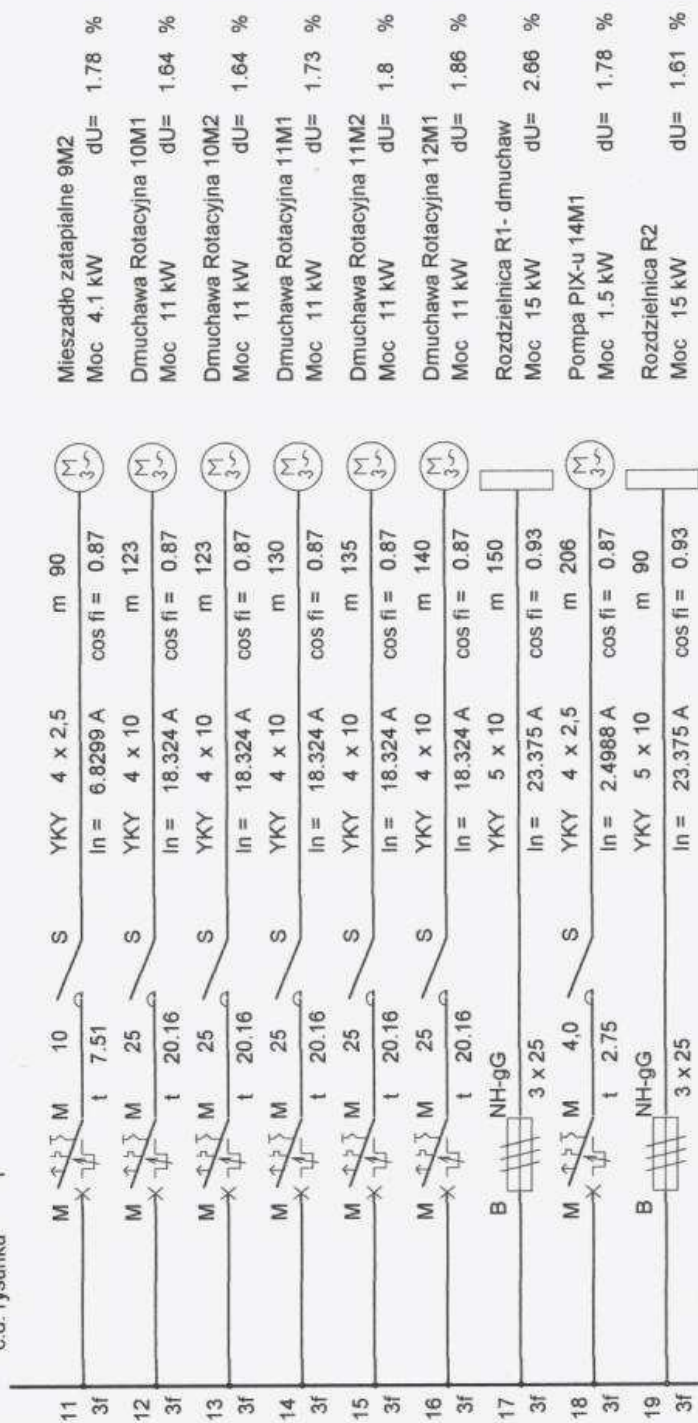 c.d. rysunku
11 M M 10 S YKY 4 x 2,5 m 90 Mieszadło zatapialne 9M2
3f t 7.51 In = 6.8299 A cos fi = 0.87 Moc 4.1 kW dU= 1.78 %
12 M M 25 S YKY 4 x 10 m 123 Dmuchawa Rotacyjna 10M1
3f t 20.16 In = 18.324 A cos fi = 0.87 Moc 11 kW dU= 1.64 %
13 M M 25 S YKY 4 x 10 m 123 Dmuchawa Rotacyjna 10M2
3f t 20.16 In = 18.324 A cos fi = 0.87 Moc 11 kW dU= 1.64 %
14 M M 25 S YKY 4 x 10 m 130 Dmuchawa Rotacyjna 11M1
3f t 20.16 In = 18.324 A cos fi = 0.87 Moc 11 kW dU= 1.73 %
15 M M 25 S YKY 4 x 10 m 135 Dmuchawa Rotacyjna 11M2
3f t 20.16 In = 18.324 A cos fi = 0.87 Moc 11 kW dU= 1.8 %
16 M M 25 S YKY 4 x 10 m 140 Dmuchawa Rotacyjna 12M1
3f t 20.16 In = 18.324 A cos fi = 0.87 Moc 11 kW dU= 1.86 %
17 B NH-gG YKY 5 x 10 m 150 Rozdzielnica R1- dmuchaw
3f 3 x 25 In = 23.375 A cos fi = 0.93 Moc 15 kW dU= 2.66 %
18 M M 4,0 S YKY 4 x 2,5 m 206 Pompa PIX-u 14M1
3f t 2.75 In = 2.4988 A cos fi = 0.87 Moc 1.5 kW dU= 1.78 %
19 B NH-gG YKY 5 x 10 m 90 Rozdzielnica R2
3f 3 x 25 In = 23.375 A cos fi = 0.93 Moc 15 kW dU= 1.61 %